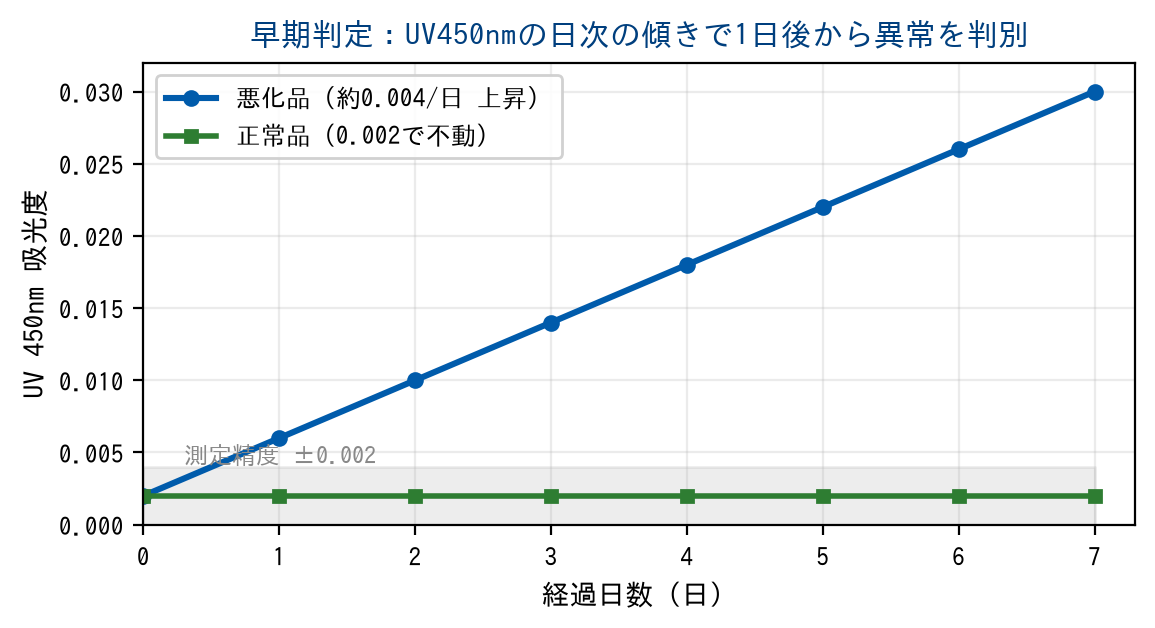 早期判定：UV450nmの日次の傾きで1日後から異常を判別
悪化品（約0.004/日 上昇）
正常品（0.002で不動）
UV 450nm 吸光度
0.030
0.025
0.020
0.015
0.010
0.005
0.000
測定精度 ±0.002
0 1 2 3 4 5 6 7
経過日数（日）